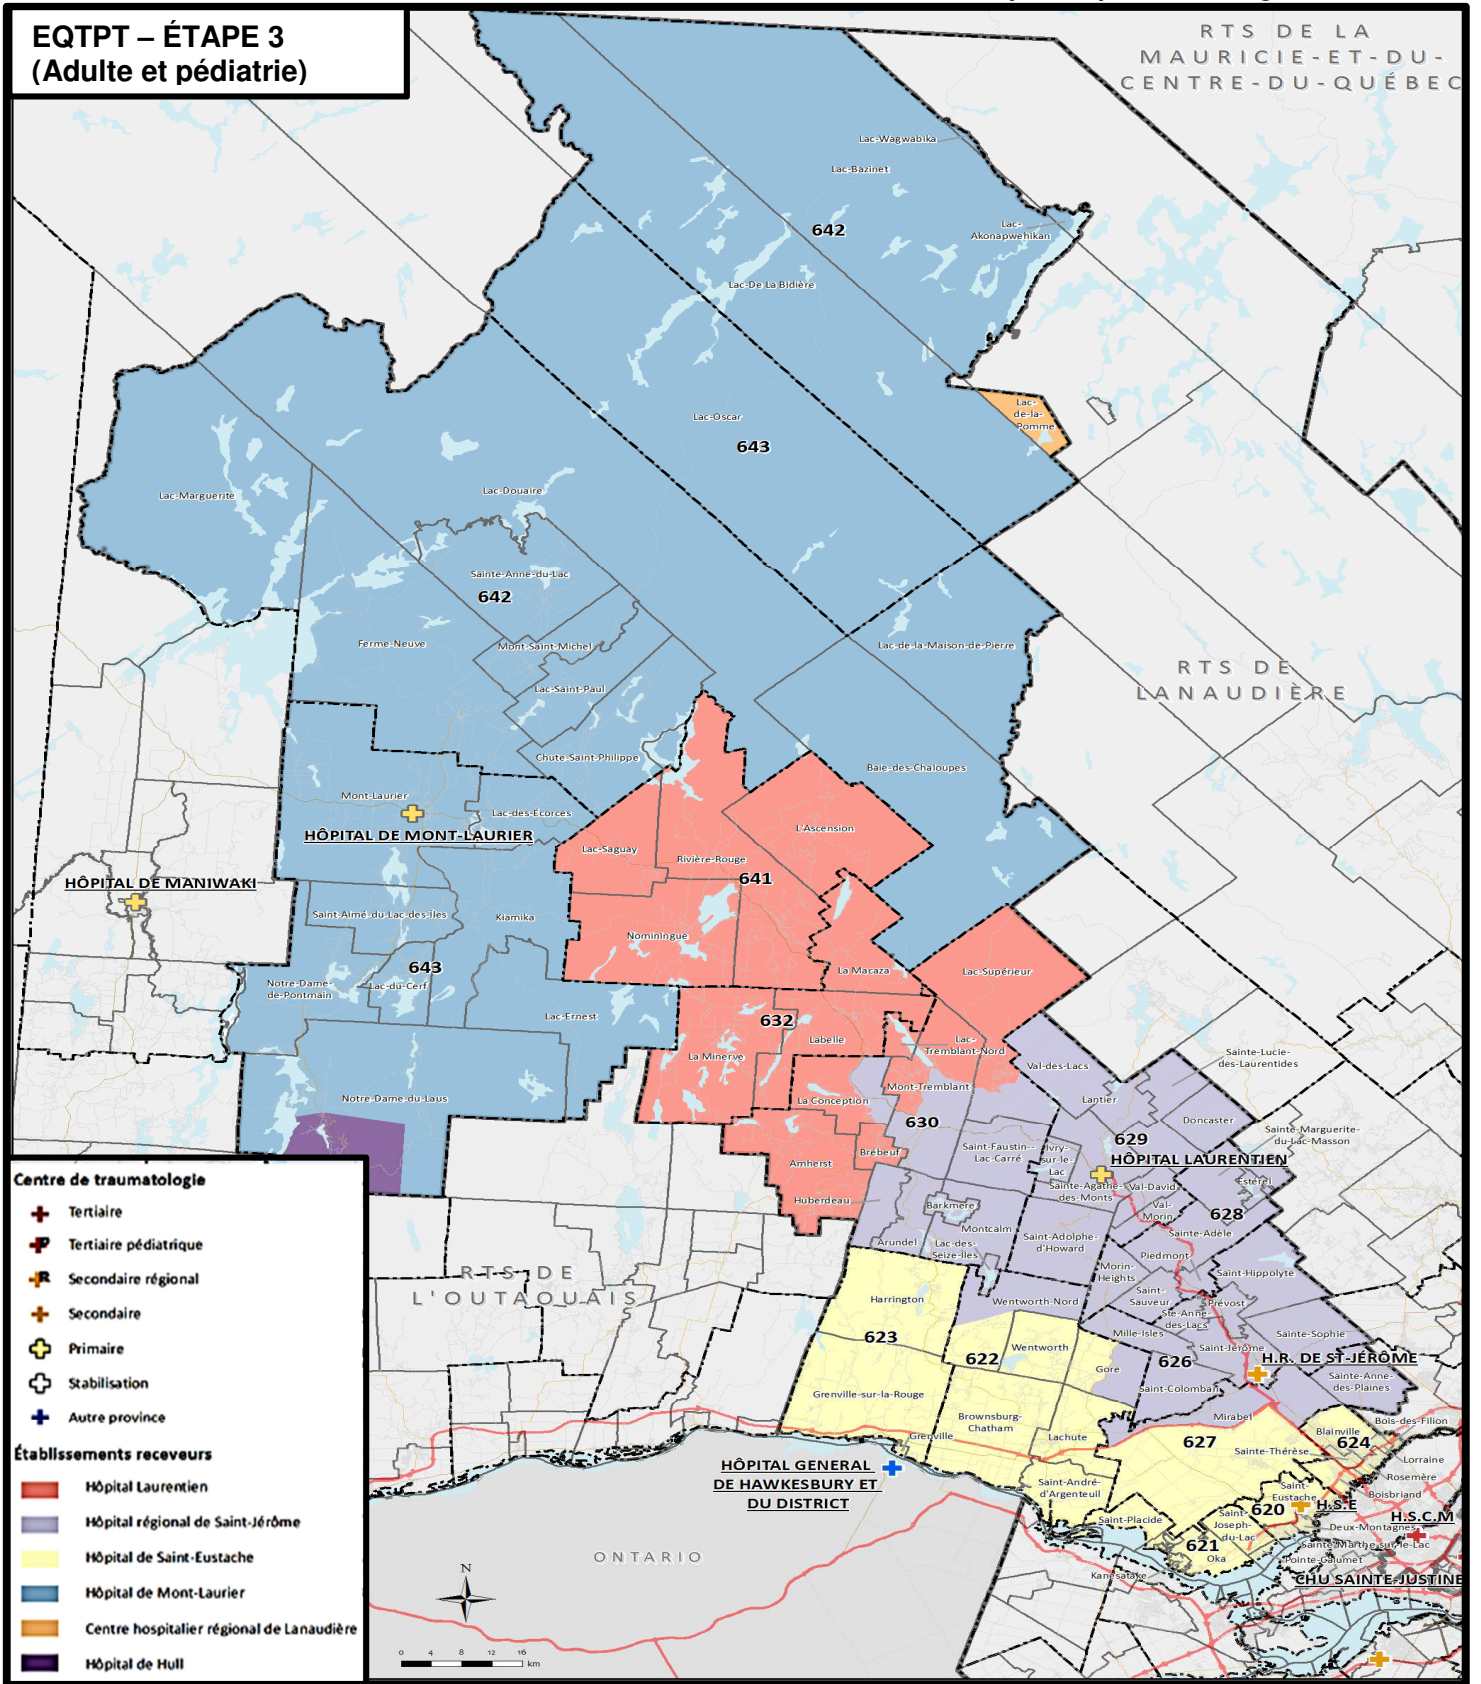 EQTPT – ÉTAPE 3
(Adulte et pédiatrie)
RTS DE LA
MAURICIE-ET-DU-
CENTRE-DU-QUÉBEC
Lac-Wagwabika
Lac-Bazinet
642
Lac-
Akonapwehikan
Lac-De La Bidière
Lac-Oscar
643
Lac-
de-la-
Pomme
Lac-Marguerite
Lac-Douaire
Sainte-Anne-du-Lac
642
Ferme-Neuve
Mont-Saint-Michel
Lac-de-la-Maison-de-Pierre
RTS DE
LANAUDIÈRE
Lac-Saint-Paul
Chute-Saint-Philippe
Baie-des-Chaloupes
Mont-Laurier
Lac-des-Écorces
HÔPITAL DE MONT-LAURIER
L'Ascension
Lac-Saguay
Rivière-Rouge
641
HÔPITAL DE MANIWAKI
Saint-Aimé-du-Lac-des-Îles
Kiamika
Nominingue
643
La Macaza
Lac-Supérieur
Notre-Dame-
de-Pontmain
Lac-du-Cerf
Lac-Ernest
632
Labelle
La Minerve
Lac-
Tremblant-Nord
Val-des-Lacs
Sainte-Lucie-
des-Laurentides
Mont-Tremblant
Notre-Dame-du-Laus
La Conception
Lantier
630
Doncaster
629
Sainte-Marguerite-
du-Lac-Masson
Brébeuf
Saint-Faustin--
Lac-Carré
Ivry-
sur-le-
Lac
HÔPITAL LAURENTIEN
Amherst
Sainte-Agathe-
des-Monts
Val-David
Estérel
Huberdeau
Barkmere
Val-
Morin
628
Montcalm
Sainte-Adèle
Arundel
Lac-des-
Seize-Îles
Saint-Adolphe-
d'Howard
Piedmont
Morin-
Heights
Saint-Hippolyte
RTS DE
L'OUTAOUAIS
Harrington
Wentworth-Nord
Saint-
Sauveur
Prévost
Ste-Anne-
des-Lacs
623
Mille-Isles
Sainte-Sophie
Wentworth
Saint-Jérôme
622
Gore
626
H.R. DE ST-JÉRÔME
Grenville-sur-la-Rouge
Saint-Colomban
Sainte-Anne-
des-Plaines
Brownsburg-
Chatham
Mirabel
Bois-des-Filion
Grenville
Lachute
627
Blainville
624
Sainte-Thérèse
Lorraine
HÔPITAL GENERAL
DE HAWKESBURY ET
DU DISTRICT
Saint-André-
d'Argenteuil
Rosemère
Saint-
Eustache
Boisbriand
620
H.S.E
Saint-Placide
Saint-
Joseph-
du-Lac
H.S.C.M
Deux-Montagnes
621
Sainte-Marthe-sur-le-Lac
Oka
Pointe-Calumet
Kanesatake
CHU SAINTE-JUSTINE
ONTARIO
N
0 4 8 12 16
km
Centre de traumatologie
Tertiaire
P Tertiaire pédiatrique
R Secondaire régional
Secondaire
Primaire
Stabilisation
Autre province
Établissements receveurs
Hôpital Laurentien
Hôpital régional de Saint-Jérôme
Hôpital de Saint-Eustache
Hôpital de Mont-Laurier
Centre hospitalier régional de Lanaudière
Hôpital de Hull